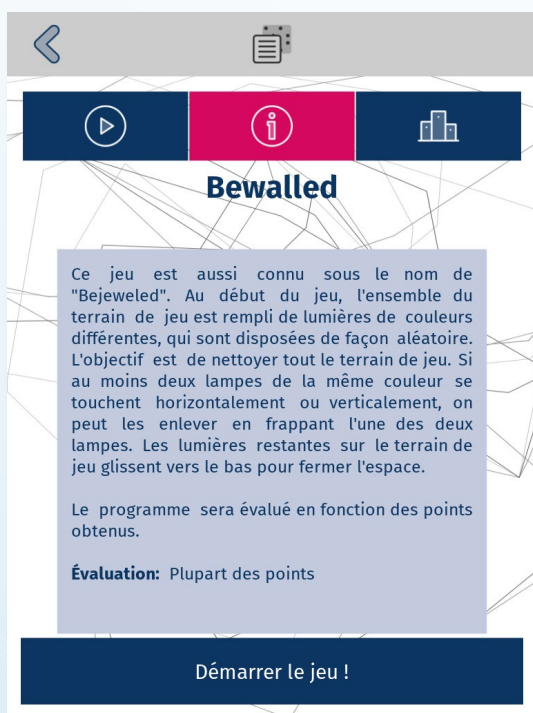 Bewalled
Ce jeu est aussi connu sous le nom de
"Bejeweled". Au début du jeu, l'ensemble du
terrain de jeu est rempli de lumières de couleurs
différentes, qui sont disposées de façon aléatoire.
L'objectif est de nettoyer tout le terrain de jeu. Si
au moins deux lampes de la même couleur se
touchent horizontalement ou verticalement, on
peut les enlever en frappant l'une des deux
lampes. Les lumières restantes sur le terrain de
jeu glissent vers le bas pour fermer l'espace.
Le programme sera évalué en fonction des points
obtenus.
Évaluation: Plupart des points
Démarrer le jeu !